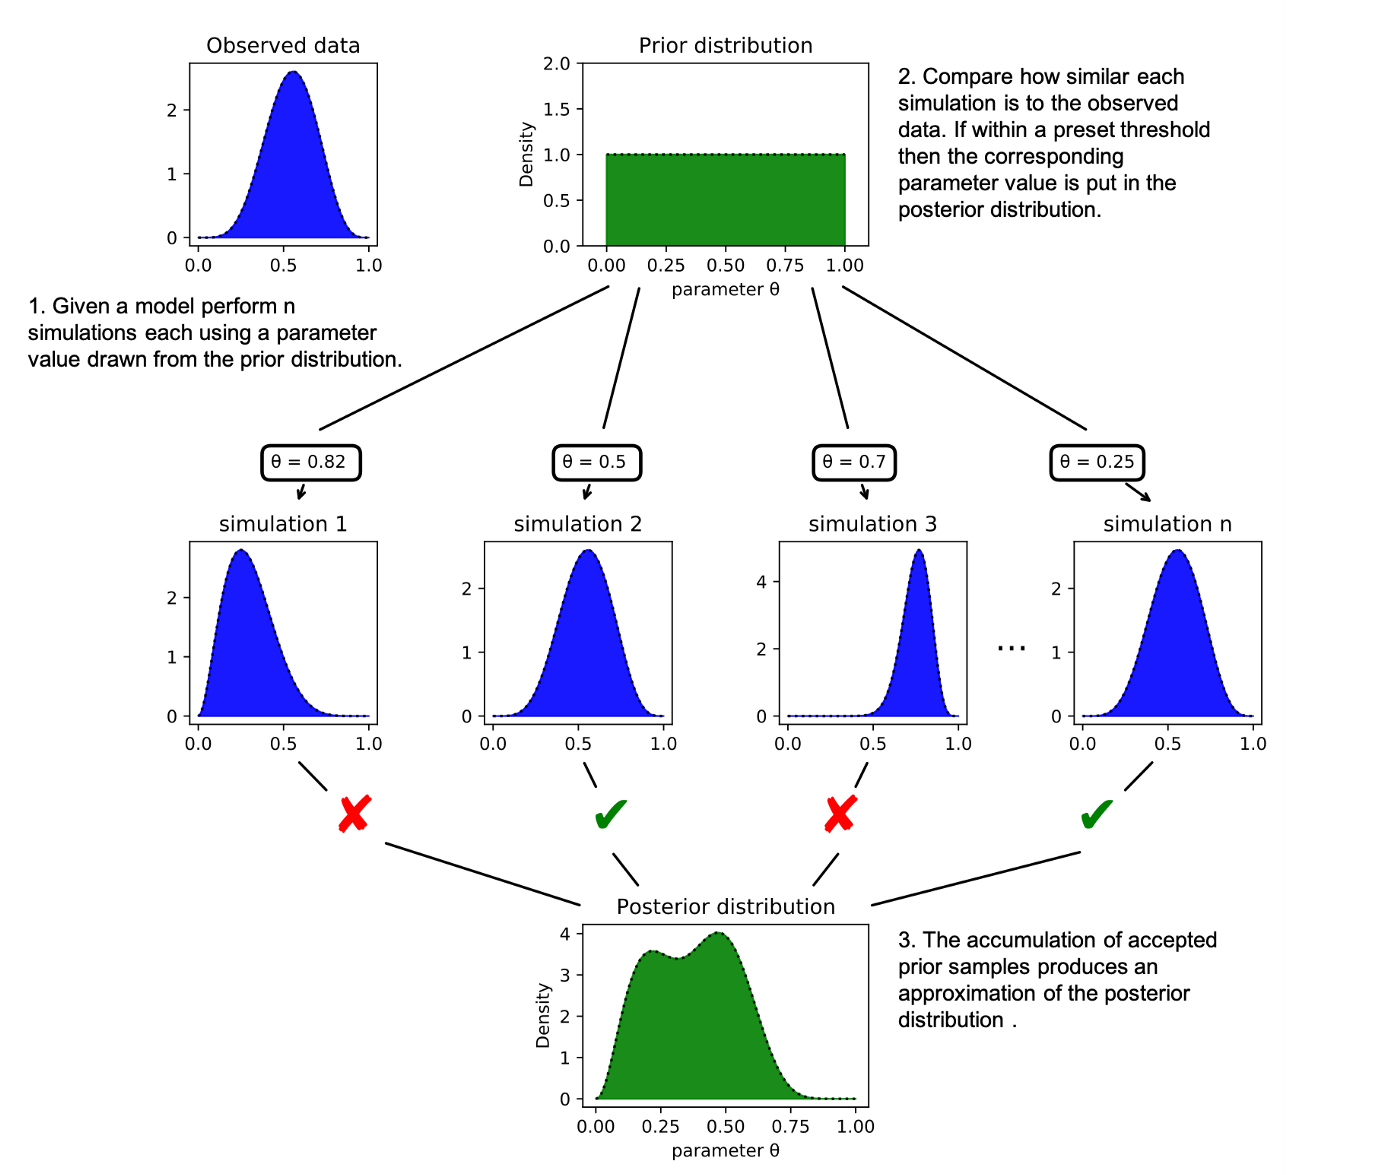 Observed data
2
1
0
0.0 0.5 1.0
Prior distribution
Density
2.0
1.5
1.0
0.5
0.0
0.00 0.25 0.50 0.75 1.00
parameter θ
2. Compare how similar each
simulation is to the observed
data. If within a preset threshold
then the corresponding
parameter value is put in the
posterior distribution.
1. Given a model perform n
simulations each using a parameter
value drawn from the prior distribution.
θ = 0.82
θ = 0.5
θ = 0.7
θ = 0.25
simulation 1
2
1
0
0.0 0.5 1.0
simulation 2
2
1
0
0.0 0.5 1.0
simulation 3
4
2
0
0.0 0.5 1.0
...
simulation n
2
1
0
0.0 0.5 1.0
Posterior distribution
Density
4
3
2
1
0
0.00 0.25 0.50 0.75 1.00
parameter θ
3. The accumulation of accepted
prior samples produces an
approximation of the posterior
distribution .